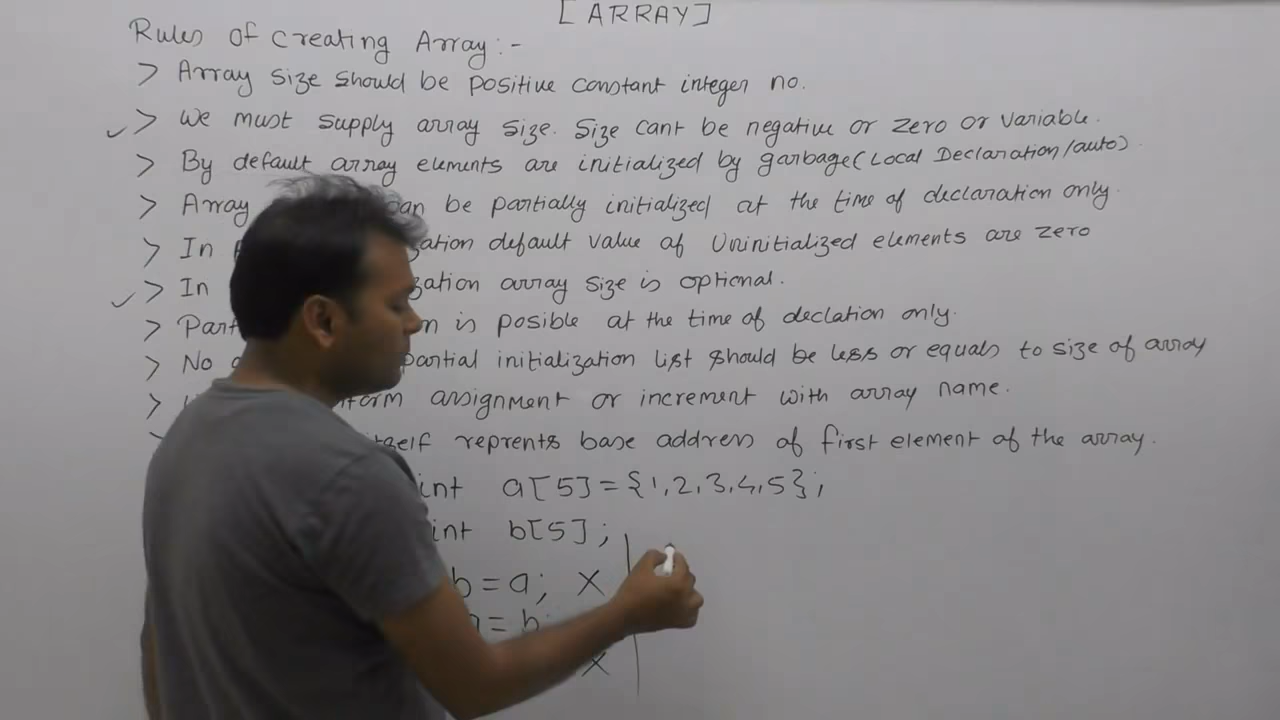 [ARRAY]
Rules of creating Array:-
> Array size should be positive constant integer no.
✓ > We must supply array size. Size cant be negative or zero or variable.
> By default array elements are initialized by garbage(Local Declaration/auto).
> Array can be partially initialized at the time of declaration only.
> In zation default value of Uninitialized elements are zero
✓ > In zation array size is optional.
> Part n is posible at the time of declation only.
> No partial initialization list should be less or equals to size of array
> form assignment or increment with array name.
itself reprents base address of first element of the array.
int a[5]={1,2,3,4,5};
int b[5];
b=a; X
= b;
X